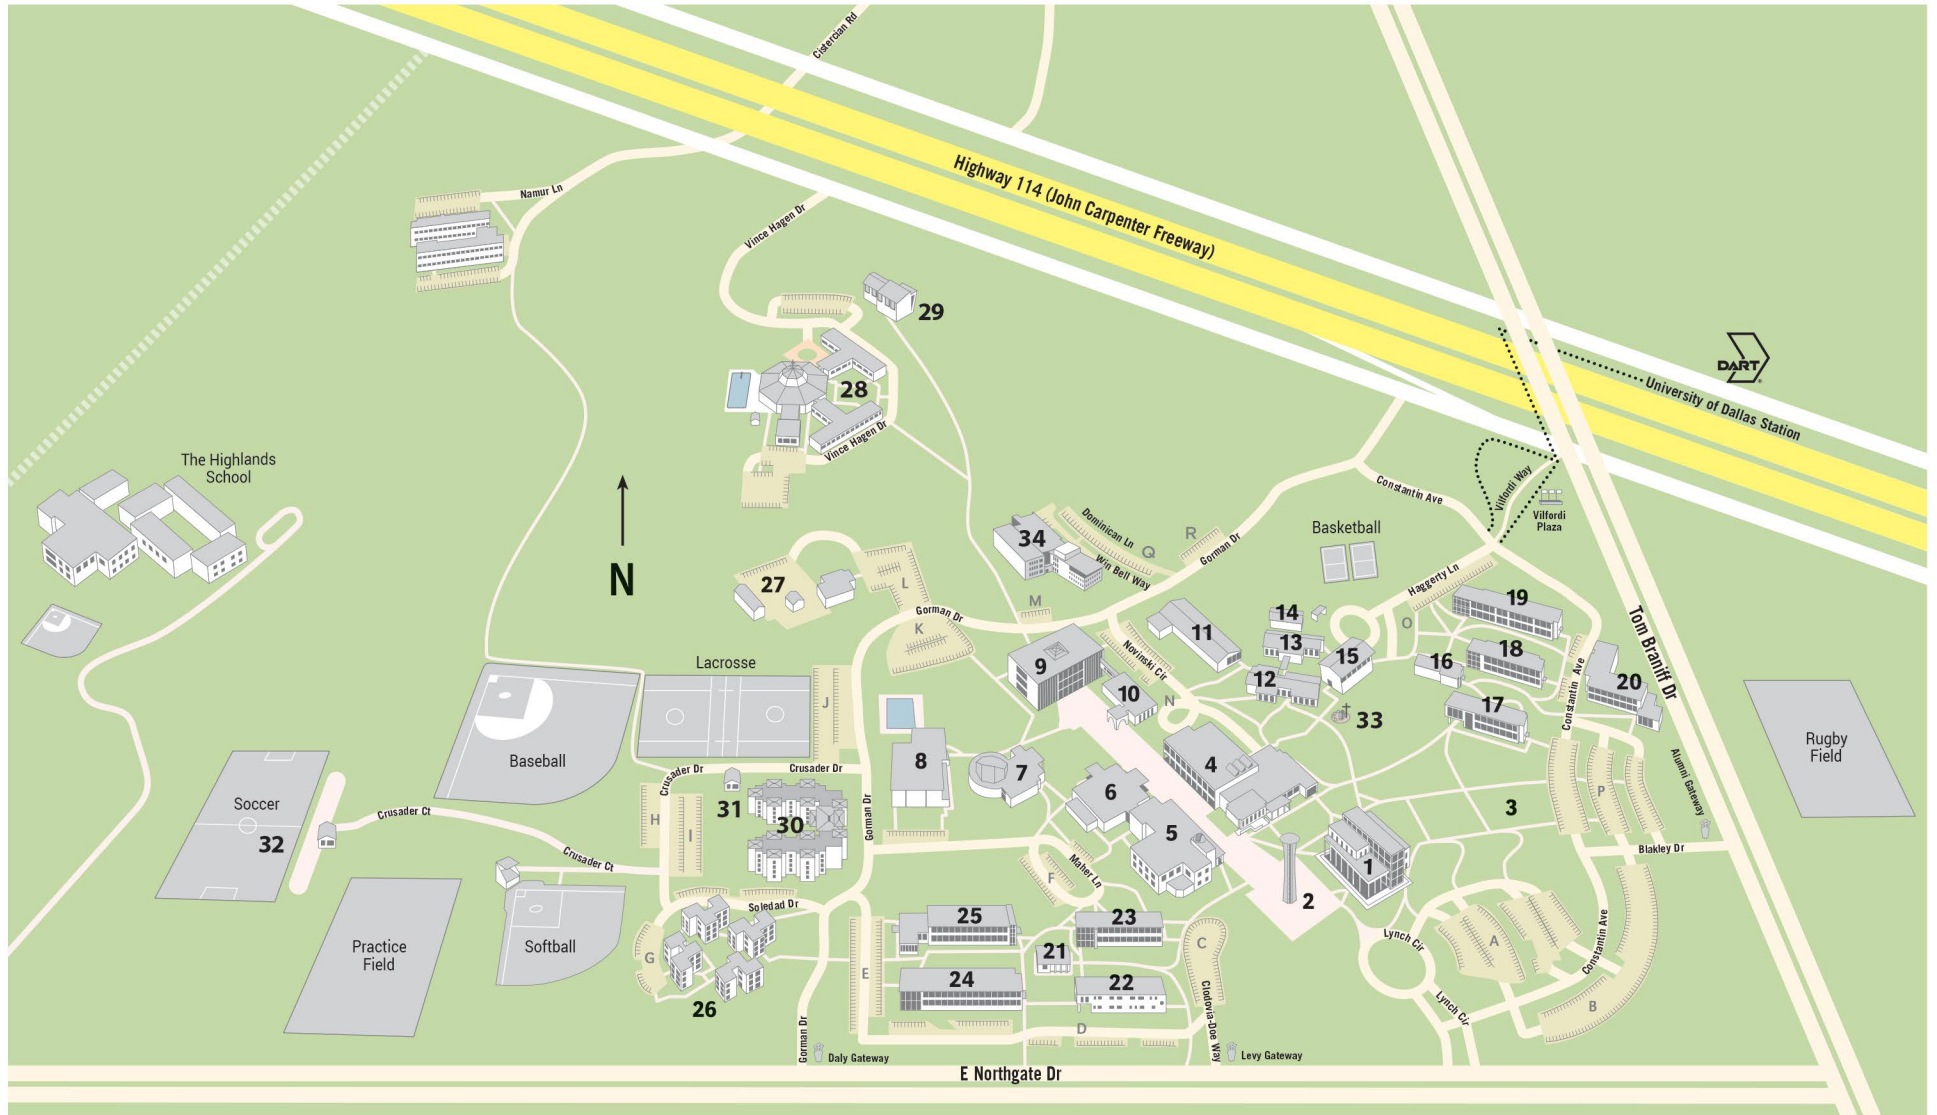 Cistercian Rd
Highway 114 (John Carpenter Freeway)
Namur Ln
Vince Hagen Dr
29
DART
University of Dallas Station
28
Vince Hagen Dr
The Highlands
School
Constantin Ave
Vilfordi Way
Vilfordi
Plaza
N
34
Dominican Ln
Q
R
Win Bell Way
Gorman Dr
Basketball
Haggerty Ln
27
L
M
Gorman Dr
K
19
14
11
13
O
Tom Braniff Dr
9
Novinski Cir
15
16
18
12
10
N
20
Constantin Ave
17
33
Lacrosse
J
Baseball
Rugby
Field
8
7
4
Crusader Dr
Crusader Dr
Alumni Gateway
Soccer
31
30
6
P
3
H
I
Gorman Dr
Crusader Ct
32
5
Blakley Dr
Crusader Ct
Maher Ln
F
1
2
Soledad Dr
25
23
Practice
Field
Softball
G
E
21
C
Lynch Cir
A
Constantin Ave
26
24
22
Clodovia-Doe Way
Lynch Cir
B
D
Gorman Dr
Daly Gateway
Levy Gateway
E Northgate Dr